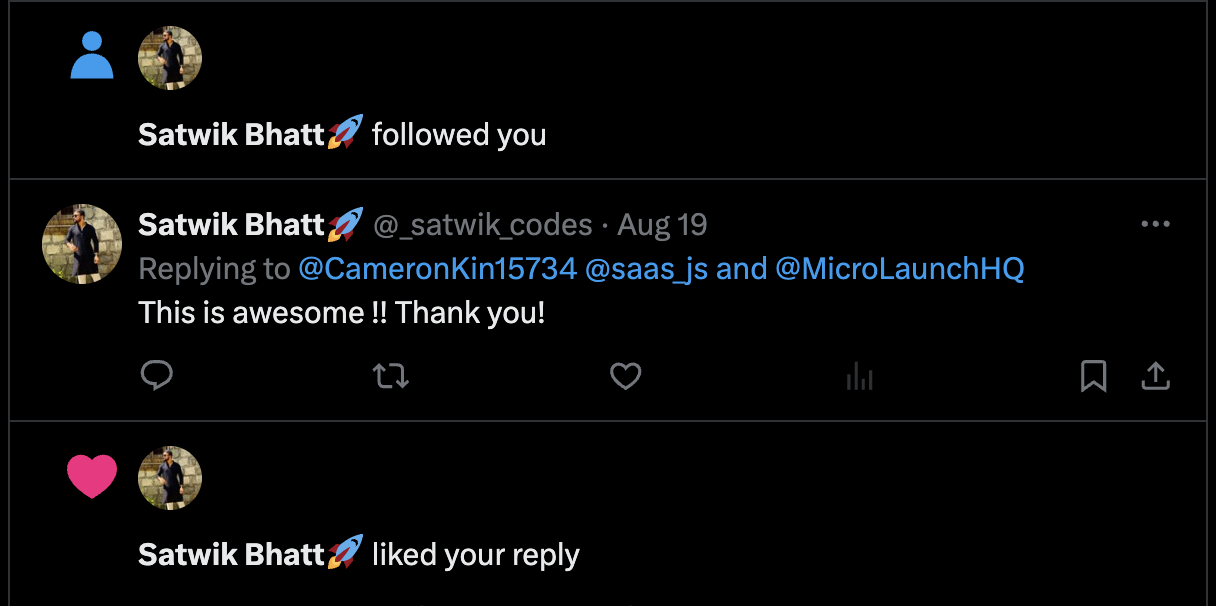 Satwik Bhatt🚀 followed you
Satwik Bhatt🚀 @_satwik_codes · Aug 19
Replying to @CameronKin15734 @saas_js and @MicroLaunchHQ
This is awesome !! Thank you!
Satwik Bhatt🚀 liked your reply